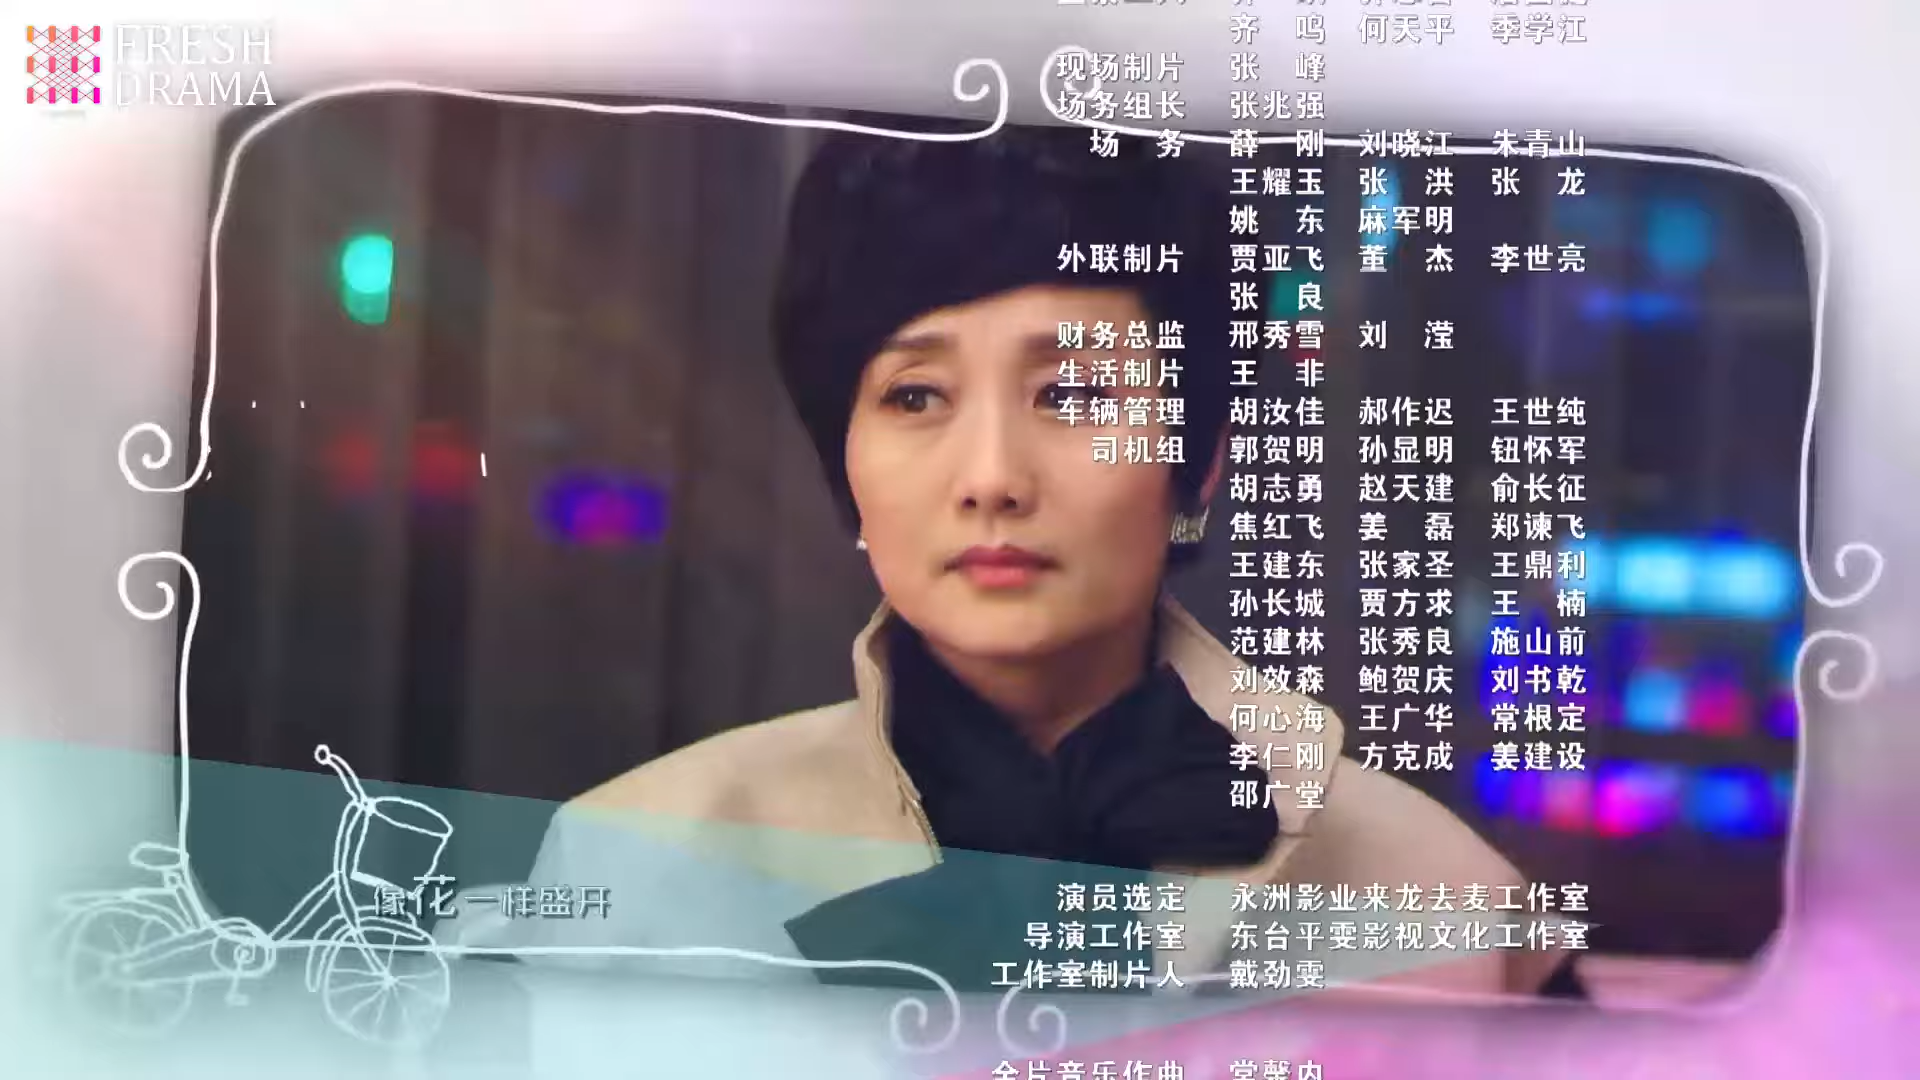 FRESH
DRAMA
齐 鸣 何天平 季学江
现场制片 张 峰
场务组长 张兆强
场 务 薛 刚 刘晓江 朱青山
王耀玉 张 洪 张 龙
姚 东 麻军明
外联制片 贾亚飞 董 杰 李世亮
张 良
财务总监 邢秀雪 刘 滢
生活制片 王 非
车辆管理 胡汝佳 郝作迟 王世纯
司机组 郭贺明 孙显明 钮怀军
胡志勇 赵天建 俞长征
焦红飞 姜 磊 郑谏飞
王建东 张家圣 王鼎利
孙长城 贾方求 王 楠
范建林 张秀良 施山前
刘效森 鲍贺庆 刘书乾
何心海 王广华 常根定
李仁刚 方克成 姜建设
邵广堂
像花一样盛开
演员选定 永洲影业来龙去麦工作室
导演工作室 东台平雯影视文化工作室
工作室制片人 戴劲雯
全片音乐作曲 常馨内